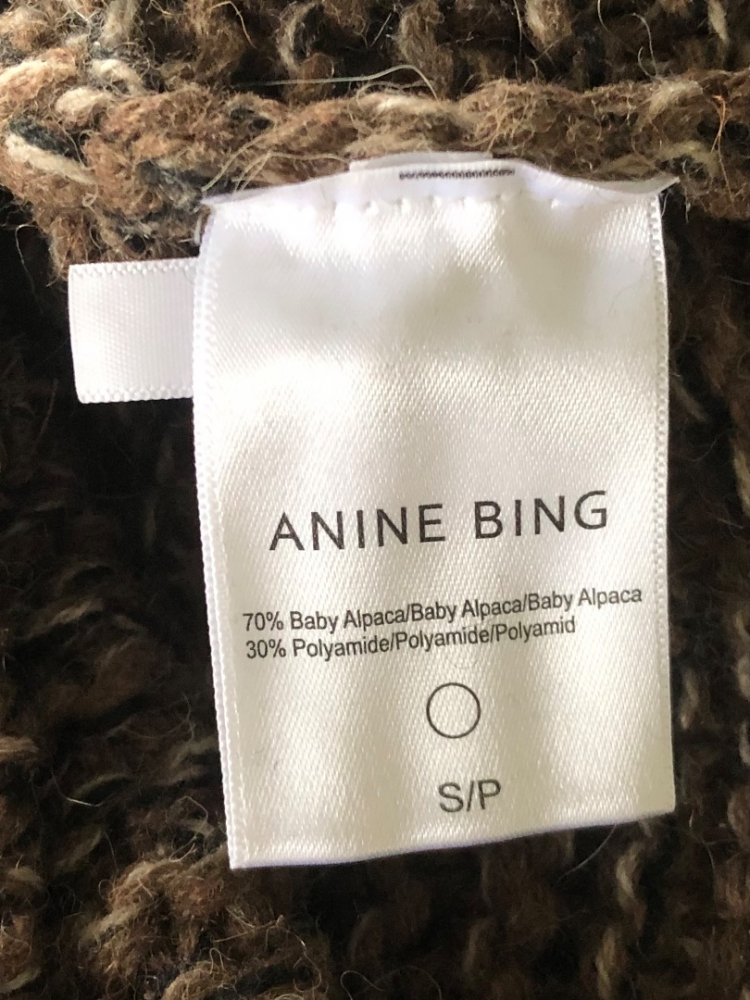 ANINE BING
70% Baby Alpaca/Baby Alpaca/Baby Alpaca
30% Polyamide/Polyamide/Polyamid
S/P